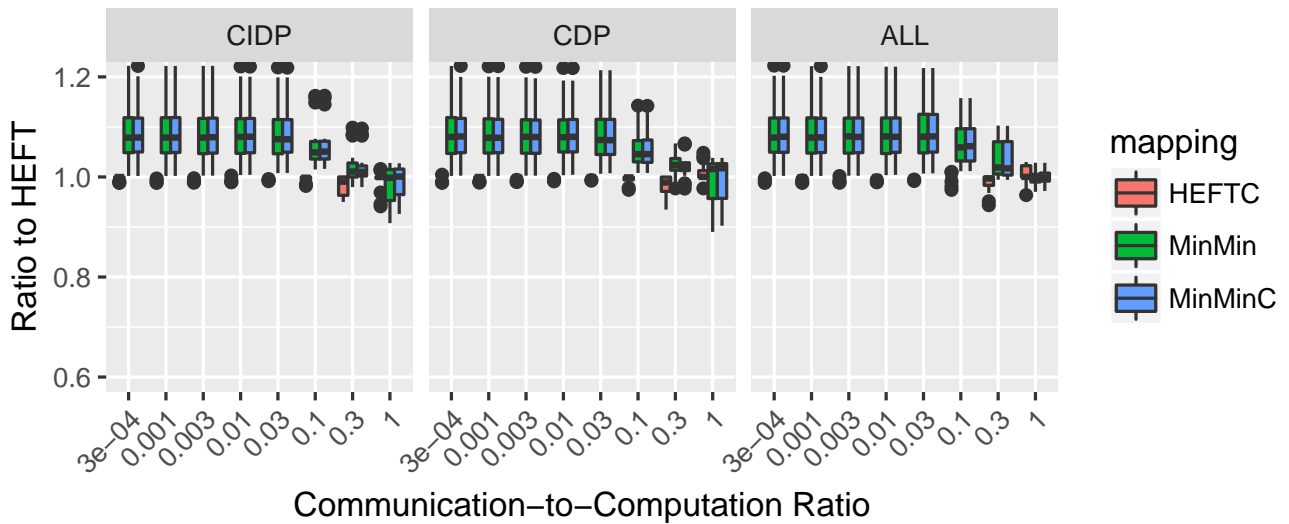 CIDP CDP ALL
1.2
1.0
0.8
0.6
Ratio to HEFT
3e−04 0.001 0.003 0.01 0.03 0.1 0.3 1 3e−04 0.001 0.003 0.01 0.03 0.1 0.3 1 3e−04 0.001 0.003 0.01 0.03 0.1 0.3 1
Communication−to−Computation Ratio
mapping
HEFTC
MinMin
MinMinC